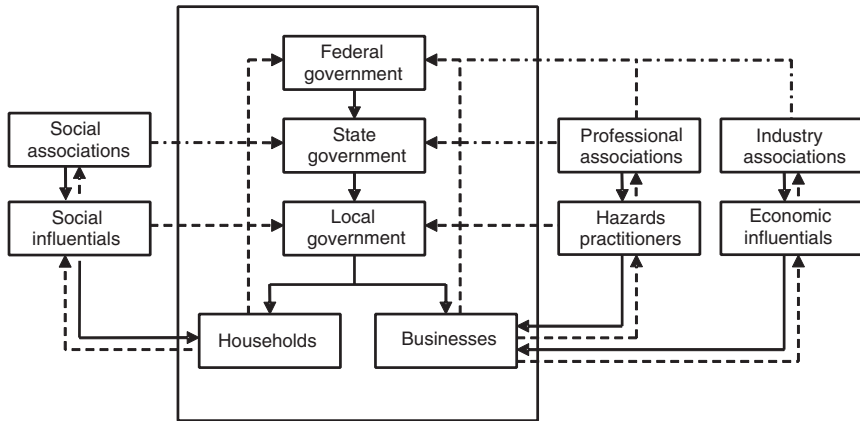 Federal
government
Social
associations
State
government
Professional
associations
Industry
associations
Social
influentials
Local
government
Hazards
practitioners
Economic
influentials
Households
Businesses